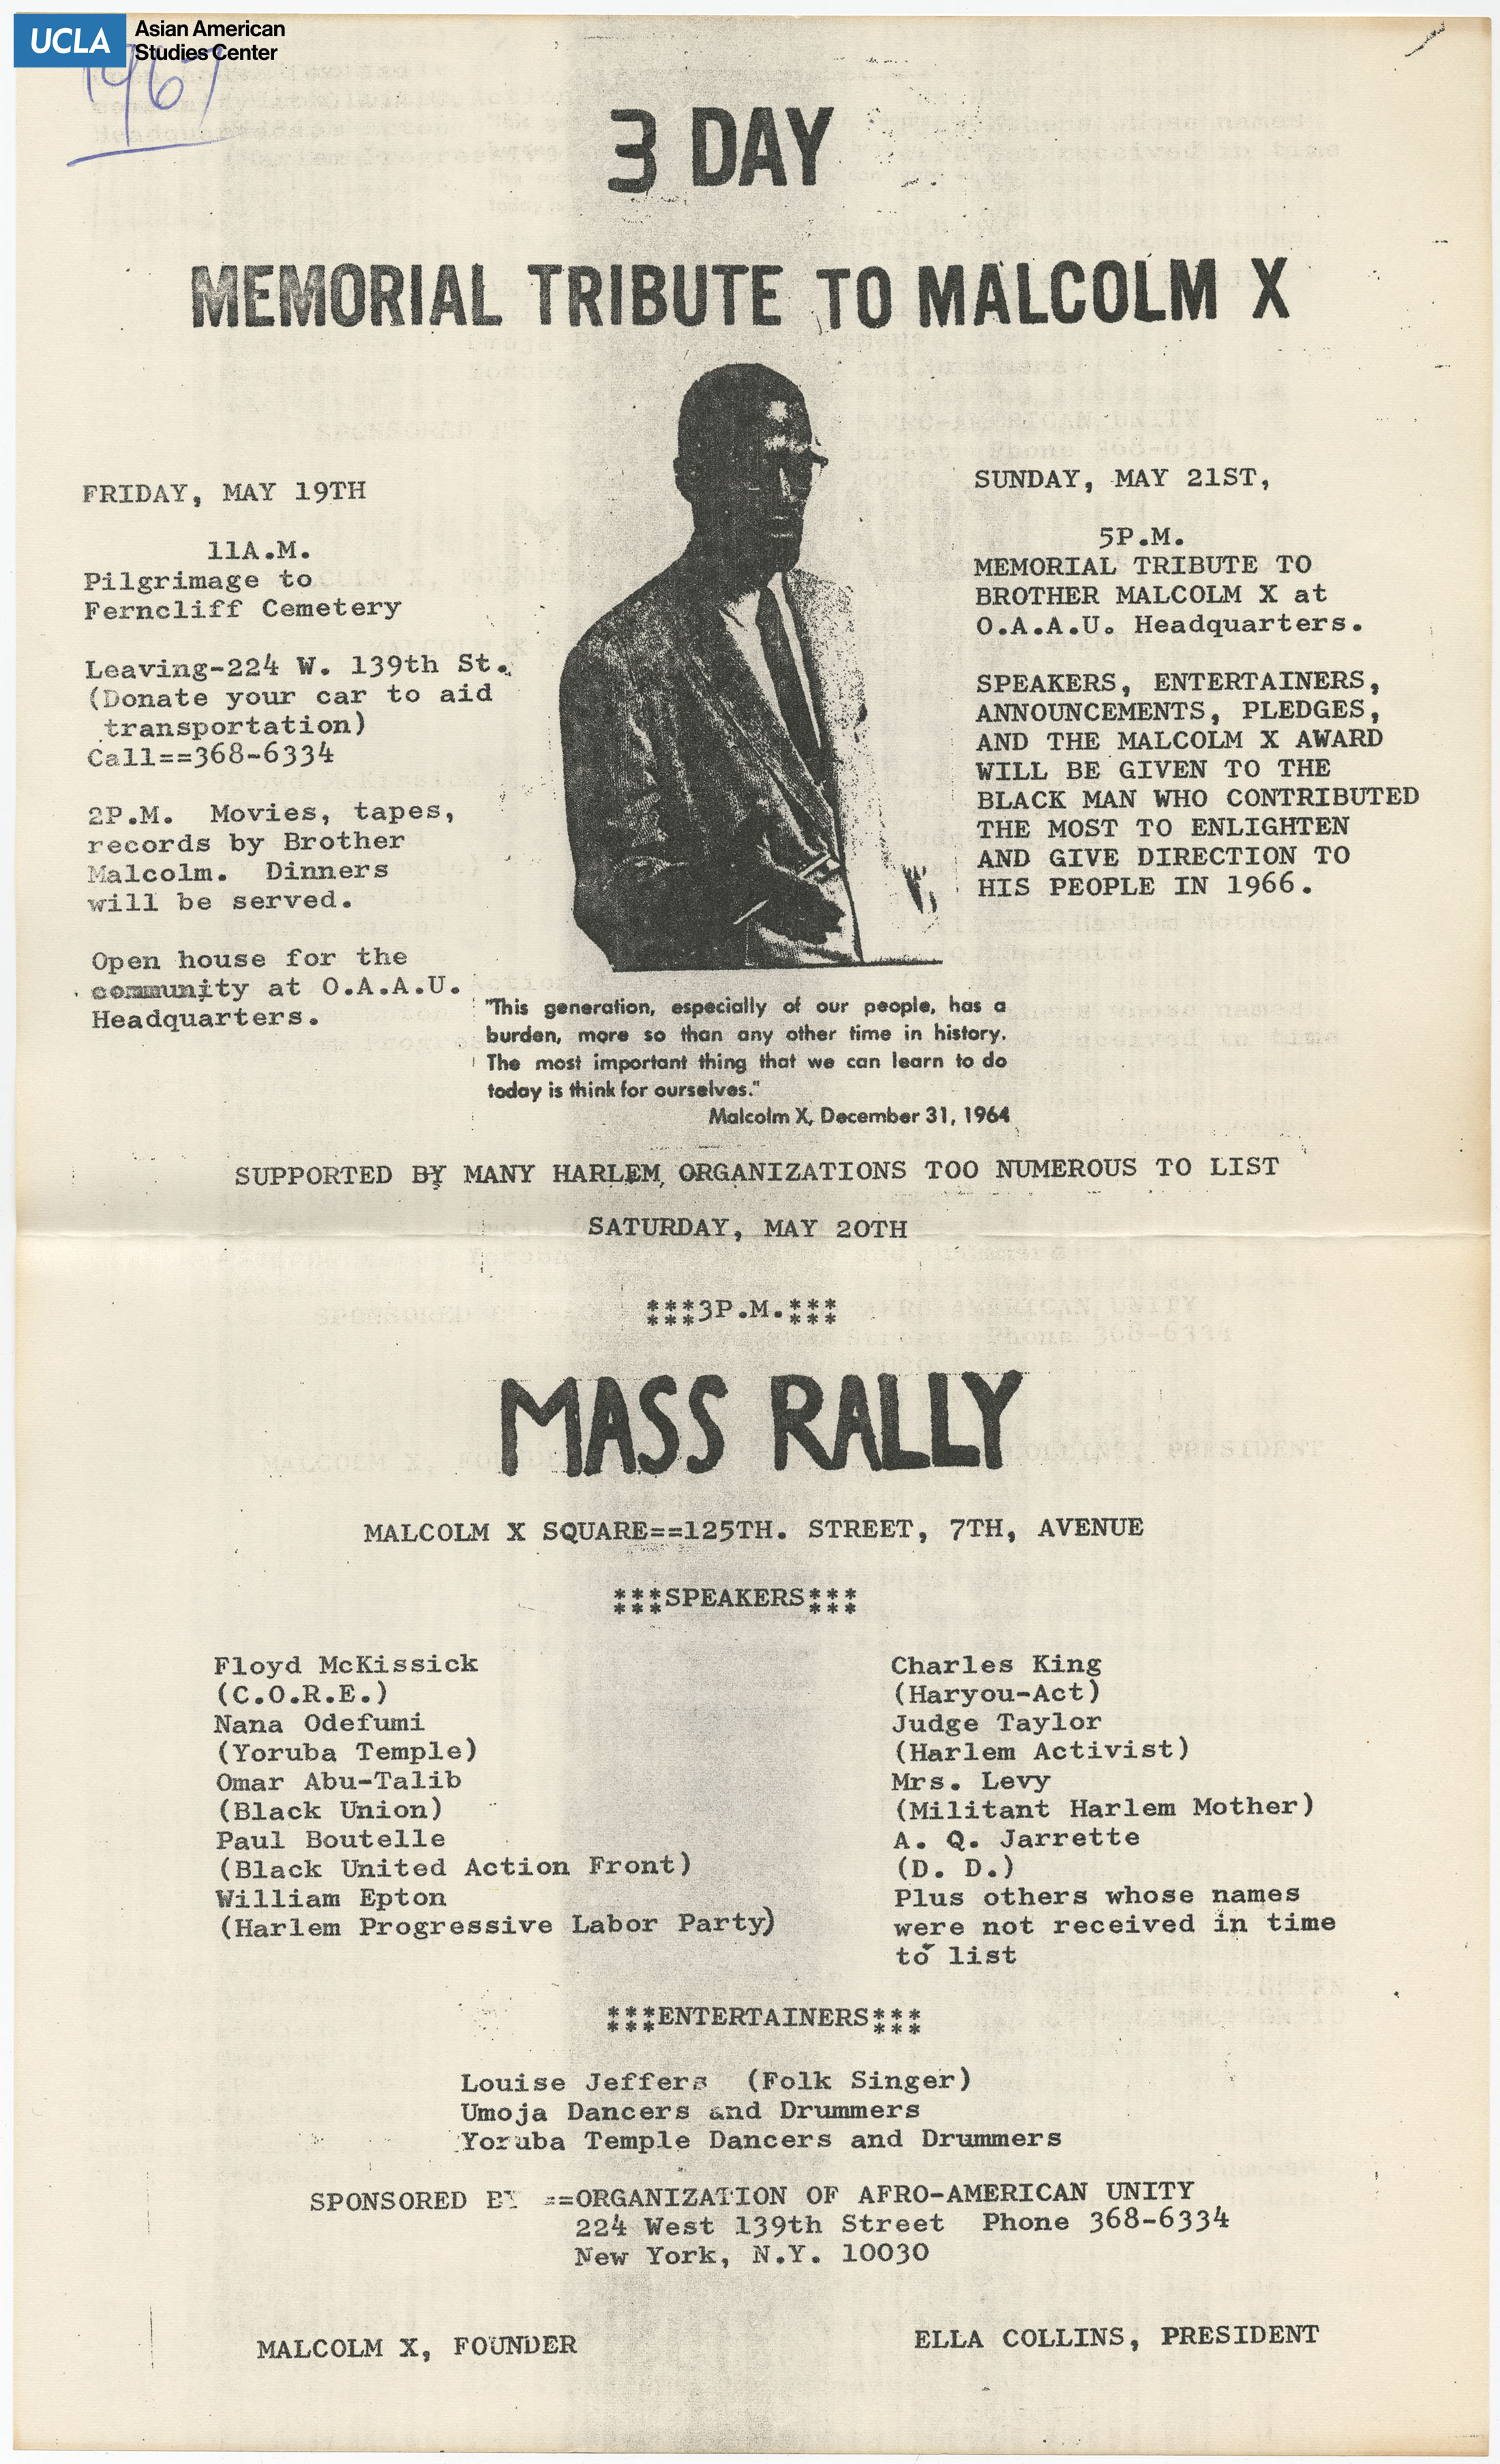 UCLA
Asian American
Studies Center
1967
3 DAY
MEMORIAL TRIBUTE TO MALCOLM X
FRIDAY, MAY 19TH
11A.M.
Pilgrimage to
Ferncliff Cemetery
Leaving-224 W. 139th St.
(Donate your car to aid
transportation)
Call==368-6334
2P.M. Movies, tapes,
records by Brother
Malcolm. Dinners
will be served.
Open house for the
community at O.A.A.U.
Headquarters.
SUNDAY, MAY 21ST,
5P.M.
MEMORIAL TRIBUTE TO
BROTHER MALCOLM X at
O.A.A.U. Headquarters.
SPEAKERS, ENTERTAINERS,
ANNOUNCEMENTS, PLEDGES,
AND THE MALCOLM X AWARD
WILL BE GIVEN TO THE
BLACK MAN WHO CONTRIBUTED
THE MOST TO ENLIGHTEN
AND GIVE DIRECTION TO
HIS PEOPLE IN 1966.
"This generation, especially of our people, has a
burden, more so than any other time in history.
The most important thing that we can learn to do
today is think for ourselves."
Malcolm X, December 31, 1964
SUPPORTED BY MANY HARLEM ORGANIZATIONS TOO NUMEROUS TO LIST
SATURDAY, MAY 20TH
***3P.M.***
MASS RALLY
MALCOLM X SQUARE==125TH. STREET, 7TH, AVENUE
***SPEAKERS***
Floyd McKissick
(C.O.R.E.)
Nana Odefumi
(Yoruba Temple)
Omar Abu-Talib
(Black Union)
Paul Boutelle
(Black United Action Front)
William Epton
(Harlem Progressive Labor Party)
Charles King
(Haryou-Act)
Judge Taylor
(Harlem Activist)
Mrs. Levy
(Militant Harlem Mother)
A. Q. Jarrette
(D. D.)
Plus others whose names
were not received in time
to list
***ENTERTAINERS***
Louise Jeffers (Folk Singer)
Umoja Dancers and Drummers
Yoruba Temple Dancers and Drummers
SPONSORED BY ==ORGANIZATION OF AFRO-AMERICAN UNITY
224 West 139th Street Phone 368-6334
New York, N.Y. 10030
MALCOLM X, FOUNDER
ELLA COLLINS, PRESIDENT